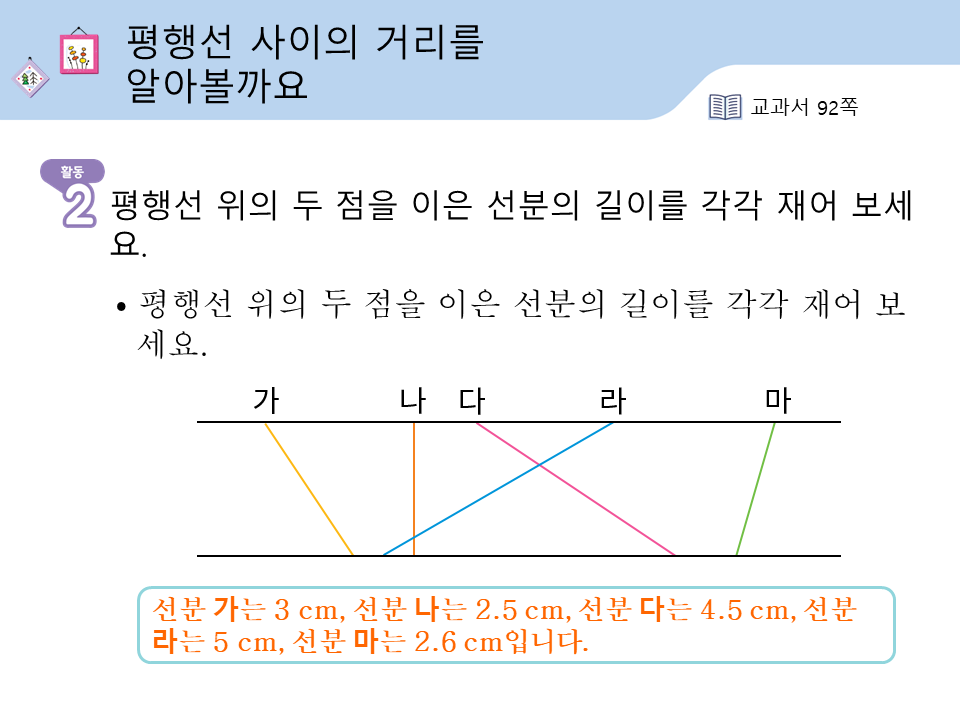 평행선 사이의 거리를
알아볼까요
교과서 92쪽
활동
2
평행선 위의 두 점을 이은 선분의 길이를 각각 재어 보세
요.
• 평행선 위의 두 점을 이은 선분의 길이를 각각 재어 보
세요.
가 나 다 라 마
선분 가는 3 cm, 선분 나는 2.5 cm, 선분 다는 4.5 cm, 선분
라는 5 cm, 선분 마는 2.6 cm입니다.